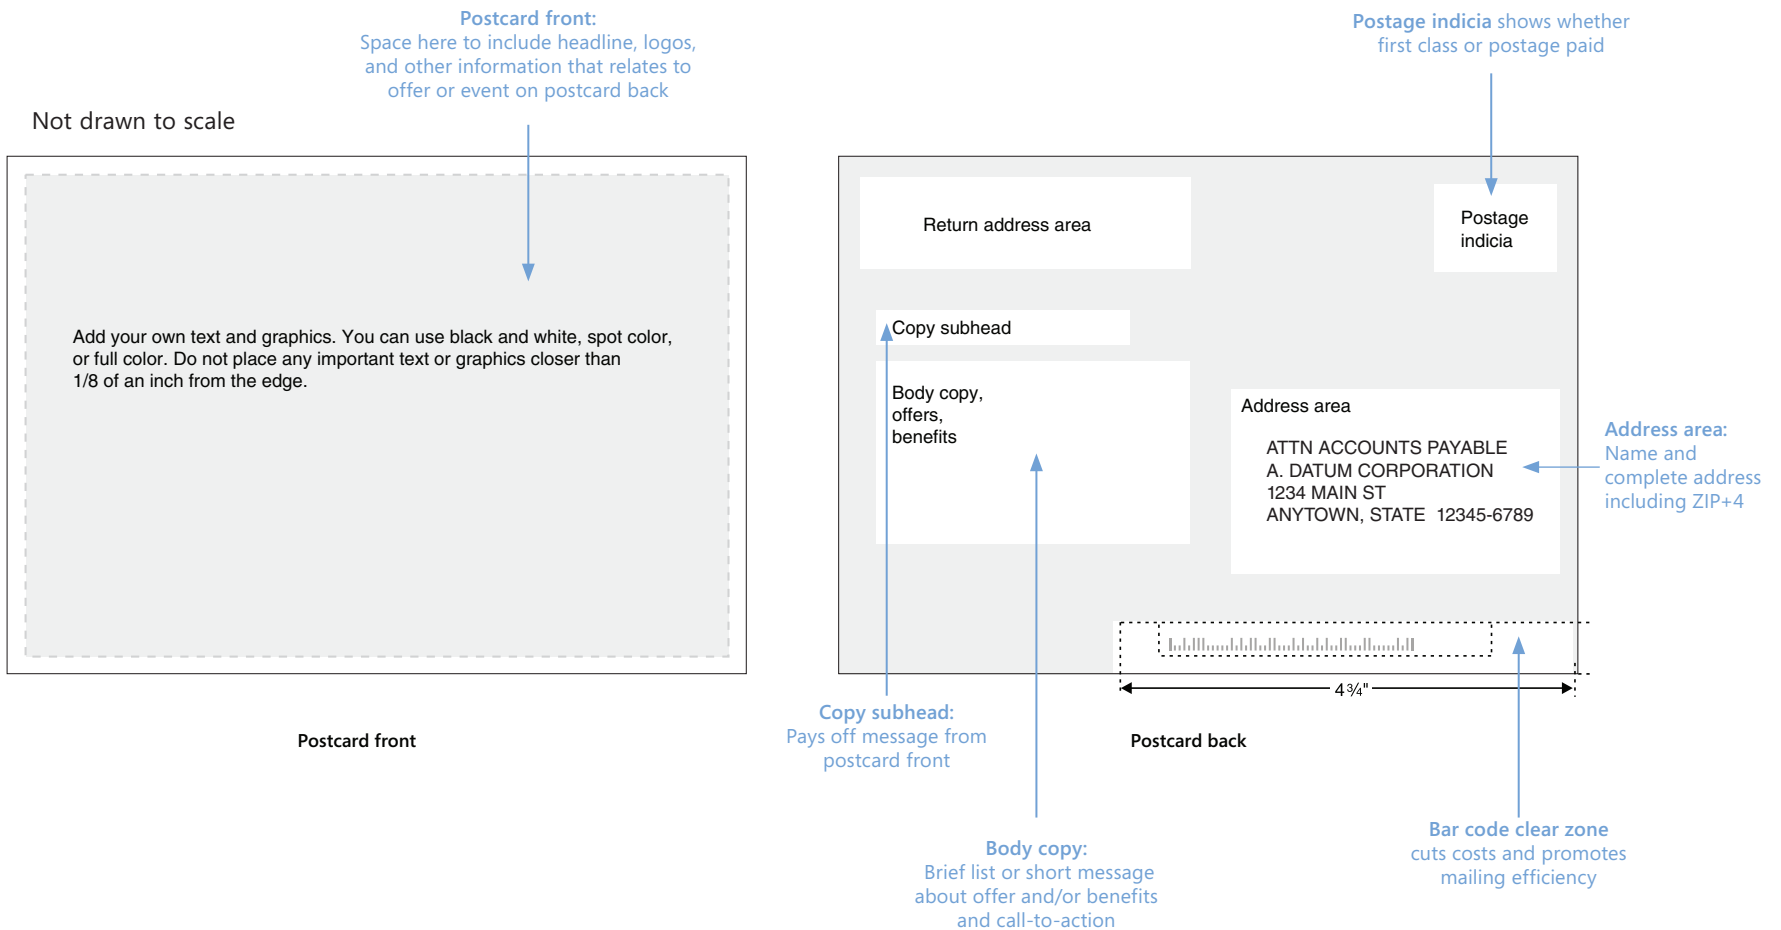 Postcard front:
Space here to include headline, logos,
and other information that relates to
offer or event on postcard back
Postage indicia shows whether
first class or postage paid
Not drawn to scale
Add your own text and graphics. You can use black and white, spot color,
or full color. Do not place any important text or graphics closer than
1/8 of an inch from the edge.
Return address area
Postage
indicia
Copy subhead
Body copy,
offers,
benefits
Address area
ATTN ACCOUNTS PAYABLE
A. DATUM CORPORATION
1234 MAIN ST
ANYTOWN, STATE  12345-6789
Address area:
Name and
complete address
including ZIP+4
4¾"
Postcard front
Copy subhead:
Pays off message from
postcard front
Postcard back
Body copy:
Brief list or short message
about offer and/or benefits
and call-to-action
Bar code clear zone
cuts costs and promotes
mailing efficiency